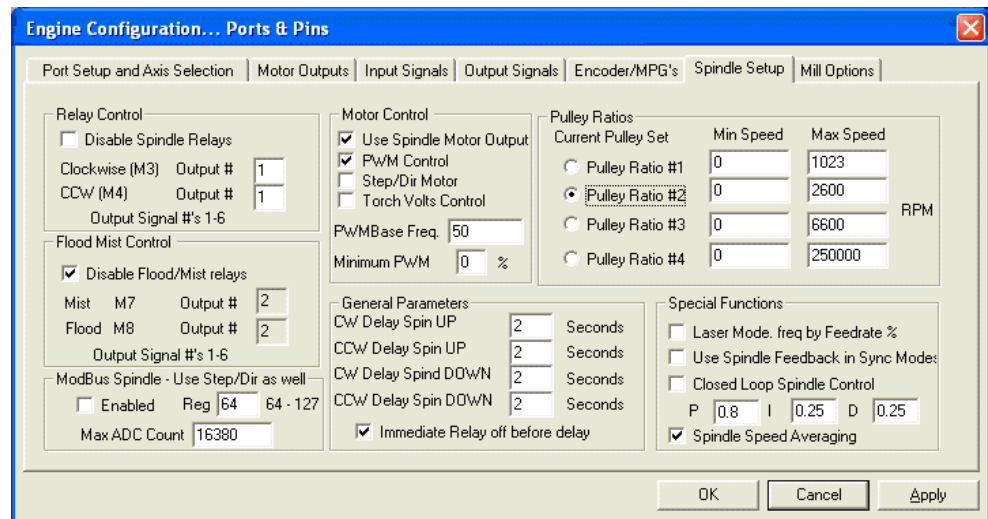 Engine Configuration... Ports & Pins
Port Setup and Axis Selection
Motor Outputs
Input Signals
Output Signals
Encoder/MPG's
Spindle Setup
Mill Options
Relay Control
Disable Spindle Relays
Clockwise (M3) Output # 1
CCW (M4) Output # 1
Output Signal #'s 1-6
Flood Mist Control
Disable Flood/Mist relays
Mist M7 Output # 2
Flood M8 Output # 2
Output Signal #'s 1-6
ModBus Spindle - Use Step/Dir as well
Enabled Reg 64 64 - 127
Max ADC Count 16380
Motor Control
Use Spindle Motor Output
PWM Control
Step/Dir Motor
Torch Volts Control
PWMBase Freq. 50
Minimum PWM 0 %
General Parameters
CW Delay Spin UP 2 Seconds
CCW Delay Spin UP 2 Seconds
CW Delay Spind DOWN 2 Seconds
CCW Delay Spin DOWN 2 Seconds
Immediate Relay off before delay
Pulley Ratios
Current Pulley Set Min Speed Max Speed
Pulley Ratio #1 0 1023
Pulley Ratio #2 0 2600
RPM
Pulley Ratio #3 0 6600
Pulley Ratio #4 0 250000
Special Functions
Laser Mode. freq by Feedrate %
Use Spindle Feedback in Sync Modes
Closed Loop Spindle Control
P 0.8 I 0.25 D 0.25
Spindle Speed Averaging
OK
Cancel
Apply